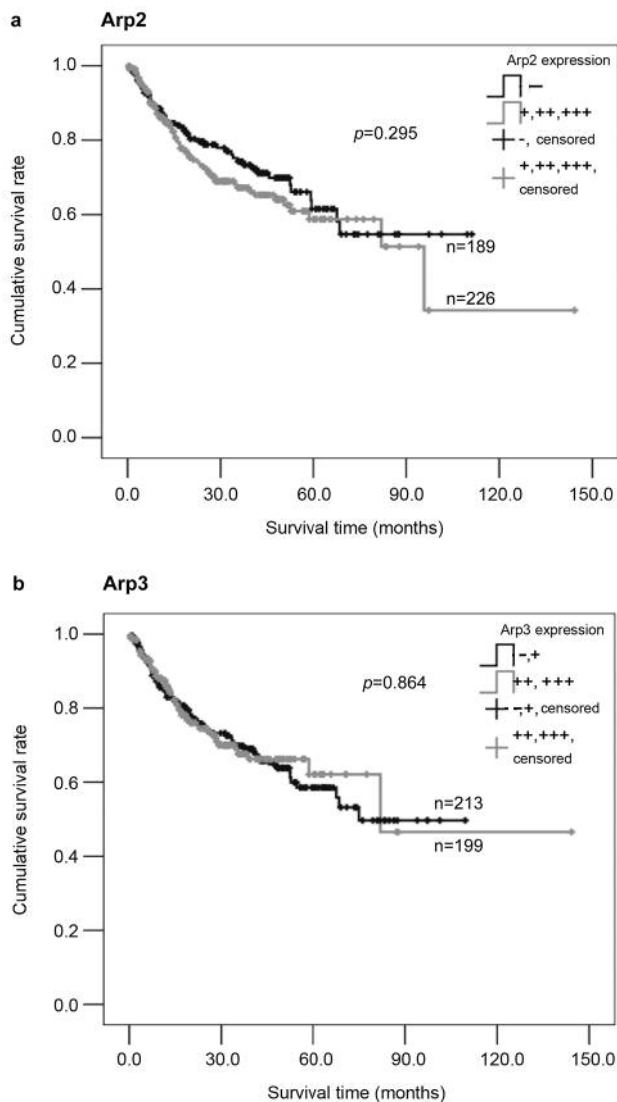 a Arp2
Arp2 expression
–
+,++,+++
-, censored
+,++,+++,
censored
p=0.295
n=189
n=226
1.0
0.8
0.6
0.4
0.2
0.0
Cumulative survival rate
0.0 30.0 60.0 90.0 120.0 150.0
Survival time (months)
b Arp3
Arp3 expression
-,+
++, +++
-,+, censored
++,+++,
censored
p=0.864
n=213
n=199
1.0
0.8
0.6
0.4
0.2
0.0
Cumulative survival rate
0.0 30.0 60.0 90.0 120.0 150.0
Survival time (months)